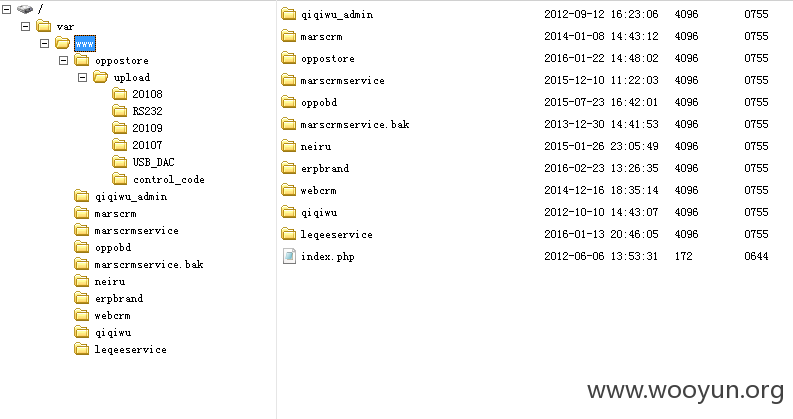 /
var
www
oppostore
upload
20108
RS232
20109
20107
USB_DAC
control_code
qiqiwu_admin
marscrm
marscrmservice
oppobd
marscrmservice.bak
neiru
erpbrand
webcrm
qiqiwu
leqeeservice
qiqiwu_admin 2012-09-12 16:23:06 4096 0755
marscrm 2014-01-08 14:43:12 4096 0755
oppostore 2016-01-22 14:48:02 4096 0755
marscrmservice 2015-12-10 11:22:03 4096 0755
oppobd 2015-07-23 16:42:01 4096 0755
marscrmservice.bak 2013-12-30 14:41:53 4096 0755
neiru 2015-01-26 23:05:49 4096 0755
erpbrand 2016-02-23 13:26:35 4096 0755
webcrm 2014-12-16 18:35:14 4096 0755
qiqiwu 2012-10-10 14:43:07 4096 0755
leqeeservice 2016-01-13 20:46:05 4096 0755
index.php 2012-06-06 13:53:31 172 0644
www.wooyun.org